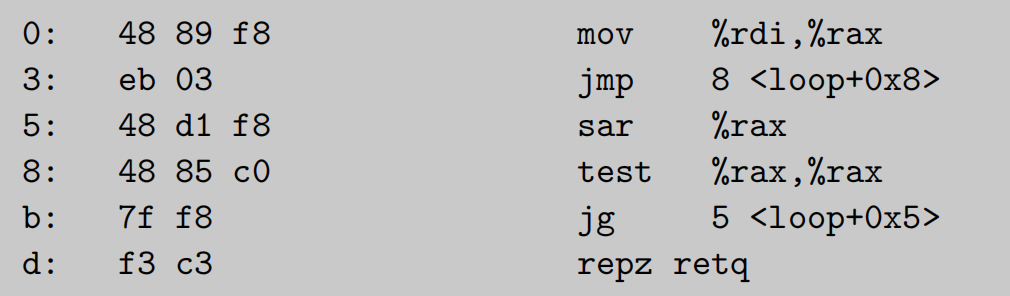 0: 48 89 f8 mov %rdi,%rax
3: eb 03 jmp 8 <loop+0x8>
5: 48 d1 f8 sar %rax
8: 48 85 c0 test %rax,%rax
b: 7f f8 jg 5 <loop+0x5>
d: f3 c3 repz retq